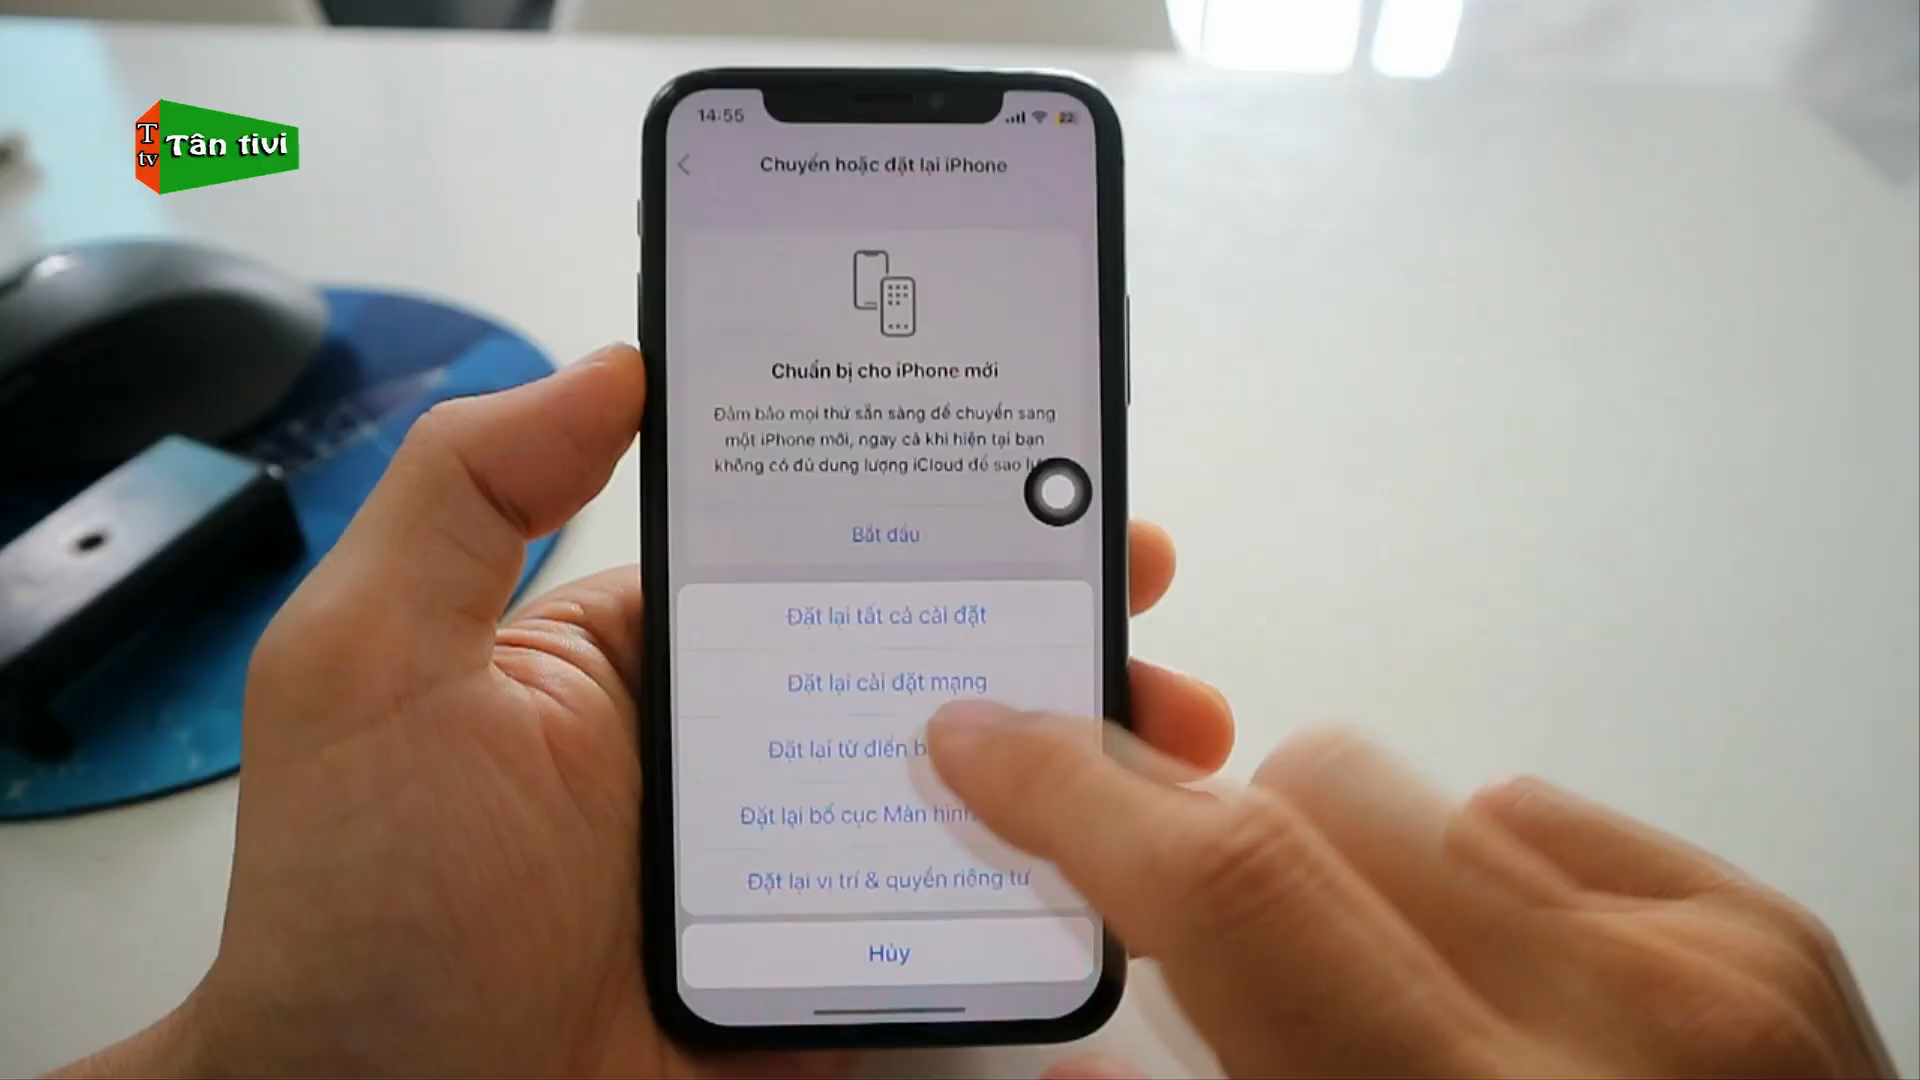 T
tv
Tân tivi
14:55
22
Chuyển hoặc đặt lại iPhone
Chuẩn bị cho iPhone mới
Đảm bảo mọi thứ sẵn sàng để chuyển sang
một iPhone mới, ngay cả khi hiện tại bạn
không có đủ dung lượng iCloud để sao
Bắt đầu
Đặt lại tất cả cài đặt
Đặt lại cài đặt mạng
Đặt lại từ điển
Đặt lại bố cục Màn hình
Đặt lại vị trí & quyền riêng tư
Hủy